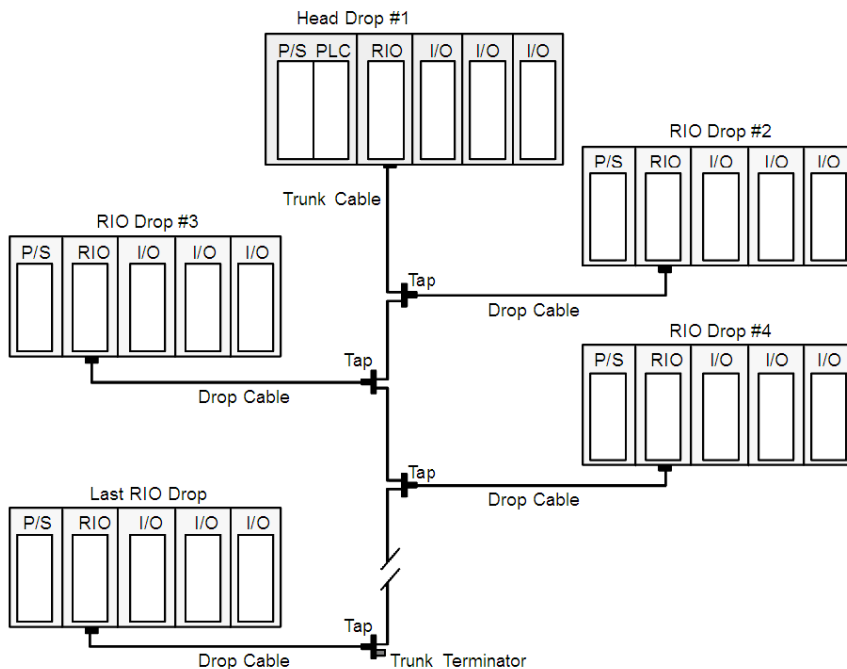 Head Drop #1
P/S PLC RIO I/O I/O I/O
Trunk Cable
RIO Drop #2
P/S RIO I/O I/O I/O
RIO Drop #3
P/S RIO I/O I/O I/O
Tap
Drop Cable
RIO Drop #4
P/S RIO I/O I/O I/O
Tap
Drop Cable
Tap
Drop Cable
Last RIO Drop
P/S RIO I/O I/O I/O
Tap
Drop Cable
Trunk Terminator